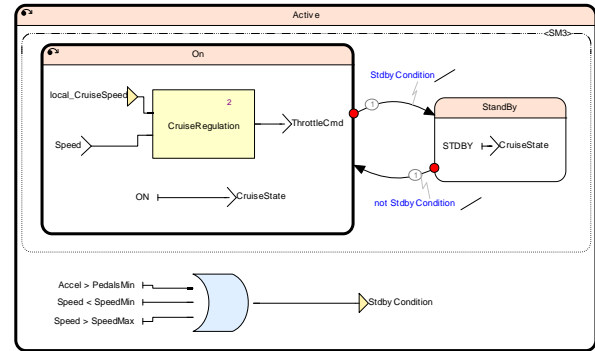 Active
<SM3>
On
local_CruiseSpeed
2
CruiseRegulation
Speed
ThrottleCmd
ON
CruiseState
Stdby Condition
1
StandBy
STDBY
CruiseState
1
not Stdby Condition
Accel > PedalsMin
Speed < SpeedMin
Speed > SpeedMax
Stdby Condition